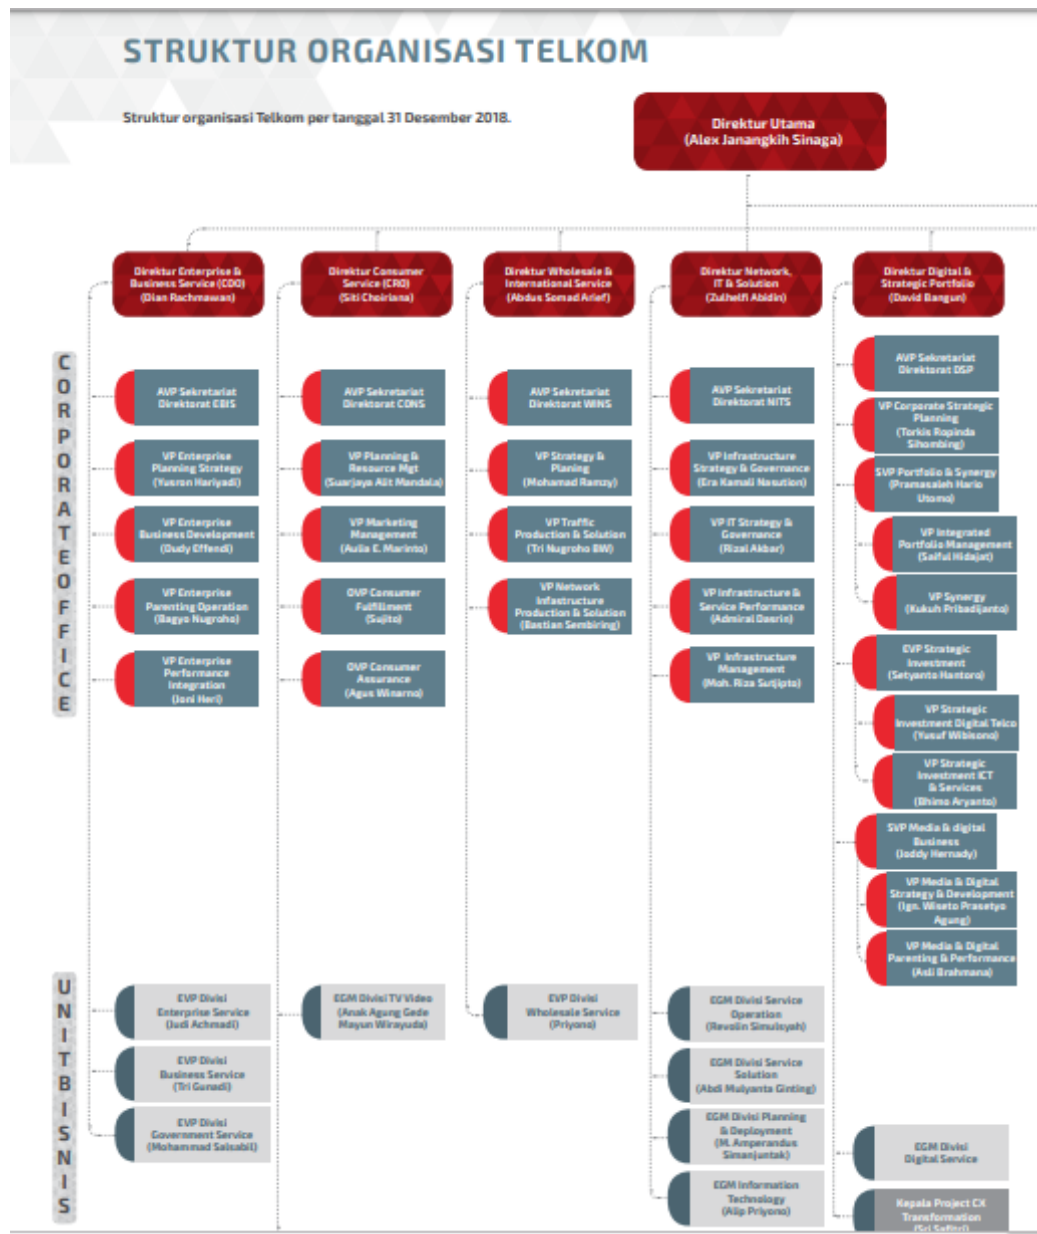 STRUKTUR ORGANISASI TELKOM
Struktur organisasi Telkom per tanggal 31 Desember 2018.
Direktur Utama
(Alex Janangkih Sinaga)
Direktur Enterprise &
Business Service (CDO)
(Dian Rachmawan)
Direktur Consumer
Service (CRO)
(Siti Choiriana)
Direktur Wholesale &
International Service
(Abdus Somad Arief)
Direktur Network,
IT & Solution
(Zulhelfi Abidin)
Direktur Digital &
Strategic Portfolio
(David Bangun)
CORPORATE OFFICE
AVP Sekretariat
Direktorat EBIS
VP Enterprise
Planning Strategy
(Yusron Hariyadi)
VP Enterprise
Business Development
(Dudy Effendi)
VP Enterprise
Parenting Operation
(Bagyo Nugroho)
VP Enterprise
Performance
Integration
(Joni Heri)
AVP Sekretariat
Direktorat CONS
VP Planning &
Resource Mgt
(Suarjaya Alit Mandala)
VP Marketing
Management
(Aulia E. Marinto)
OVP Consumer
Fulfillment
(Sujito)
OVP Consumer
Assurance
(Agus Winarno)
AVP Sekretariat
Direktorat WINS
VP Strategy &
Planing
(Mohamad Ramzy)
VP Traffic
Production & Solution
(Tri Nugroho BW)
VP Network
Infastructure
Production & Solution
(Bastian Sembiring)
AVP Sekretariat
Direktorat NITS
VP Infrastructure
Strategy & Governance
(Era Kamali Nasution)
VP IT Strategy &
Governance
(Rizal Akbar)
VP Infrastructure &
Service Performance
(Admiral Dasrin)
VP Infrastructure
Management
(Moh. Riza Sutjipto)
AVP Sekretariat
Direktorat DSP
VP Corporate Strategic
Planning
(Torkis Ropinda
Sihombing)
SVP Portfolio & Synergy
(Pramasaleh Hario
Utomo)
VP Integrated
Portfolio Management
(Saiful Hidajat)
VP Synergy
(Kukuh Pribadijanto)
EVP Strategic
Investment
(Setyanto Hantoro)
VP Strategic
Investment Digital Telco
(Yusuf Wibisono)
VP Strategic
Investment ICT
& Services
(Bhimo Aryanto)
SVP Media & digital
Business
(Joddy Hernady)
VP Media & Digital
Strategy & Development
(Ign. Wiseto Prasetyo
Agung)
VP Media & Digital
Parenting & Performance
(Asli Brahmana)
UNIT BISNIS
EVP Divisi
Enterprise Service
(Judi Achmadi)
EVP Divisi
Business Service
(Tri Gunadi)
EVP Divisi
Government Service
(Mohammad Salsabil)
EGM Divisi TV Video
(Anak Agung Gede
Mayun Wirayuda)
EVP Divisi
Wholesale Service
(Priyono)
EGM Divisi Service
Operation
(Revolin Simulsyah)
EGM Divisi Service
Solution
(Abdi Mulyanta Ginting)
EGM Divisi Planning
& Deployment
(M. Amperandus
Simanjuntak)
EGM Information
Technology
(Alip Priyono)
EGM Divisi
Digital Service
Kepala Project CX
Transformation
(Sri Safitri)